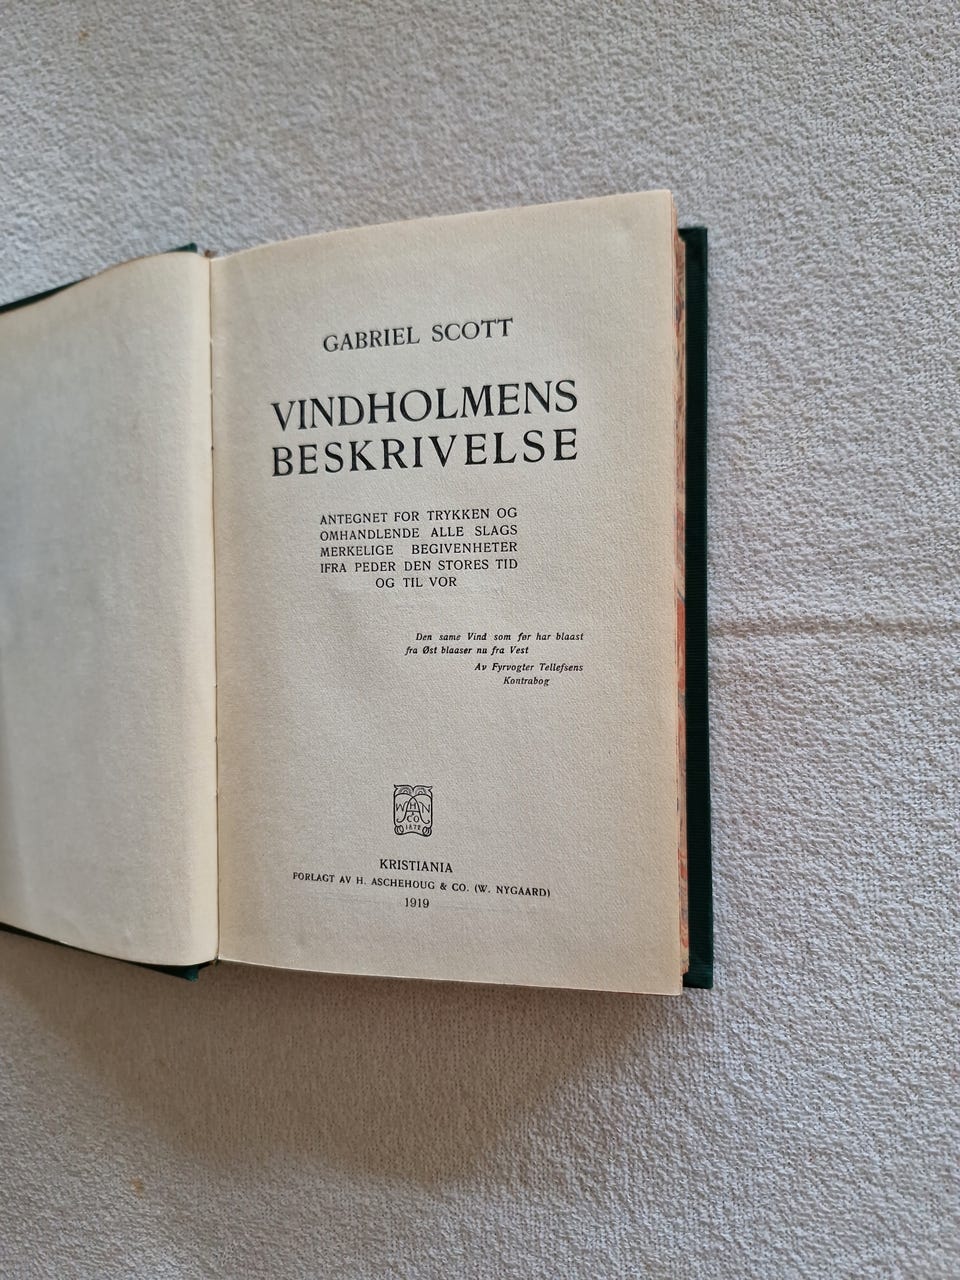 GABRIEL SCOTT
VINDHOLMENS
BESKRIVELSE
ANTEGNET FOR TRYKKEN OG
OMHANDLENDE ALLE SLAGS
MERKELIGE BEGIVENHETER
IFRA PEDER DEN STORES TID
OG TIL VOR
Den same Vind som før har blaast
fra Øst blaaser nu fra Vest
Av Fyrvogter Tellefsens
Kontrabog
W H N
& CO
1872
KRISTIANIA
FORLAGT AV H. ASCHEHOUG & CO. (W. NYGAARD)
1919